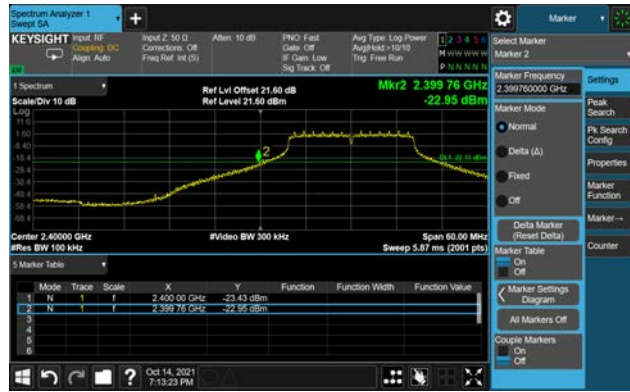 Spectrum Analyzer 1
Swept SA
Marker
KEYSIGHT
Input: RF
Coupling: DC
Align: Auto
Input Z: 50 Ω
Corrections: Off
Freq Ref: Int (S)
Atten: 10 dB
PNO: Fast
Gate: Off
IF Gain: Low
Sig Track: Off
Avg Type: Log-Power
Avg|Hold:>10/10
Trig: Free Run
1 2 3 4 5 6
M W W W W W
P N N N N N
Select Marker
Marker 2
1 Spectrum
Scale/Div 10 dB
Ref Lvl Offset 21.60 dB
Ref Level 21.60 dBm
Mkr2 2.399 76 GHz
-22.95 dBm
Log
11.6
1.60
-8.40
-18.4
-28.4
-38.4
-48.4
-58.4
-68.4
2
DL1 -22.11 dBm
Center 2.40000 GHz
#Res BW 100 kHz
#Video BW 300 kHz
Span 60.00 MHz
Sweep 5.87 ms (2001 pts)
5 Marker Table
Mode Trace Scale X Y Function Function Width Function Value
1 N 1 f 2.400 00 GHz -23.43 dBm
2 N 1 f 2.399 76 GHz -22.95 dBm
3
4
5
6
Marker Frequency
2.399760000 GHz
Marker Mode
Normal
Delta (Δ)
Fixed
Off
Delta Marker
(Reset Delta)
Marker Table
On
Off
Marker Settings
Diagram
All Markers Off
Couple Markers
On
Off
Settings
Peak
Search
Pk Search
Config
Properties
Marker
Function
Marker→
Counter
?
Oct 14, 2021
7:13:23 PM